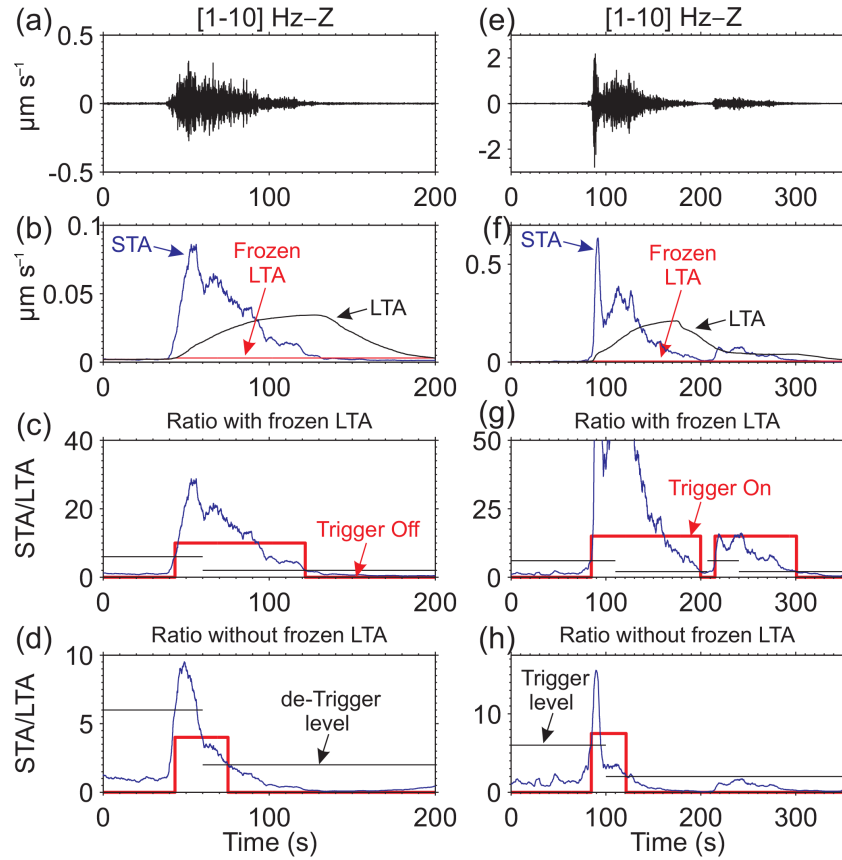 (a) [1-10] Hz–Z
0.5
0
-0.5
µm s⁻¹
0 100 200
(e) [1-10] Hz–Z
2
0
-2
0 100 200 300
(b)
0.1
0.05
0
µm s⁻¹
STA
Frozen
LTA
LTA
0 100 200
(f)
0.5
0
STA
Frozen
LTA
LTA
0 100 200 300
(c) Ratio with frozen LTA
40
20
0
STA/LTA
Trigger Off
0 100 200
(g) Ratio with frozen LTA
50
25
0
Trigger On
0 100 200 300
(d) Ratio without frozen LTA
10
5
0
STA/LTA
de-Trigger
level
0 100 200
Time (s)
(h) Ratio without frozen LTA
10
0
Trigger
level
0 100 200 300
Time (s)